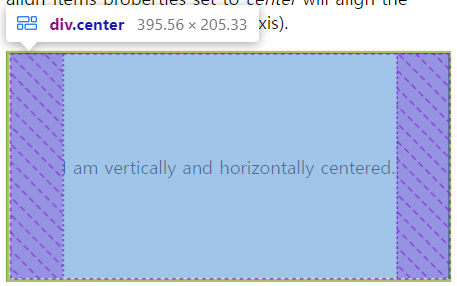 align items properties set to center will align the
div.center 395.56 × 205.33
xis).
I am vertically and horizontally centered.